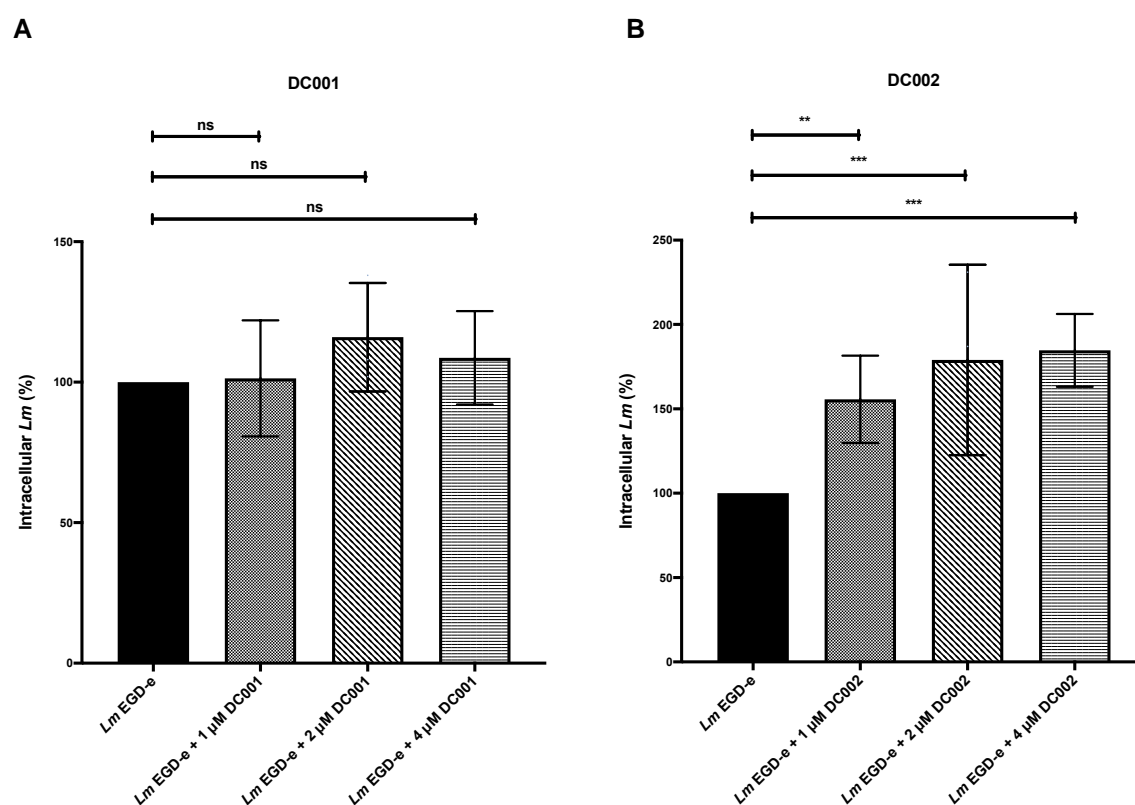 A
DC001
ns
ns
ns
150
100
50
0
Intracellular Lm (%)
Lm EGD-e
Lm EGD-e + 1 µM DC001
Lm EGD-e + 2 µM DC001
Lm EGD-e + 4 µM DC001
B
DC002
**
***
***
250
200
150
100
50
0
Intracellular Lm (%)
Lm EGD-e
Lm EGD-e + 1 µM DC002
Lm EGD-e + 2 µM DC002
Lm EGD-e + 4 µM DC002